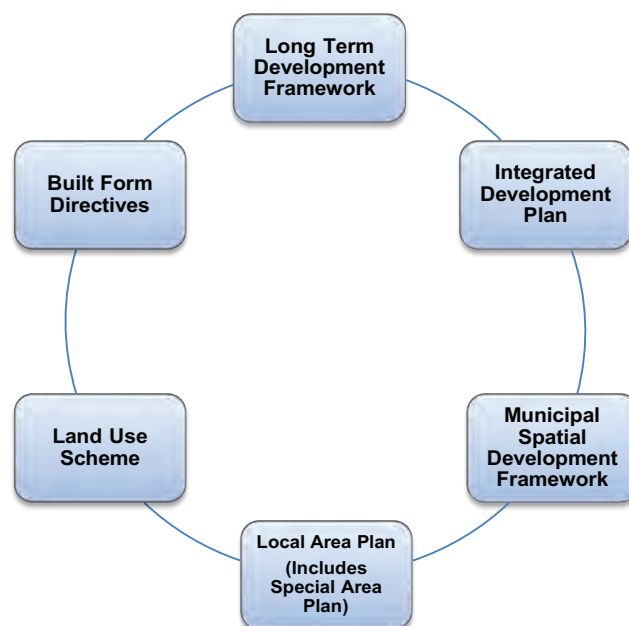 Long Term
Development
Framework
Integrated
Development
Plan
Municipal
Spatial
Development
Framework
Local Area Plan
(Includes
Special Area
Plan)
Land Use
Scheme
Built Form
Directives